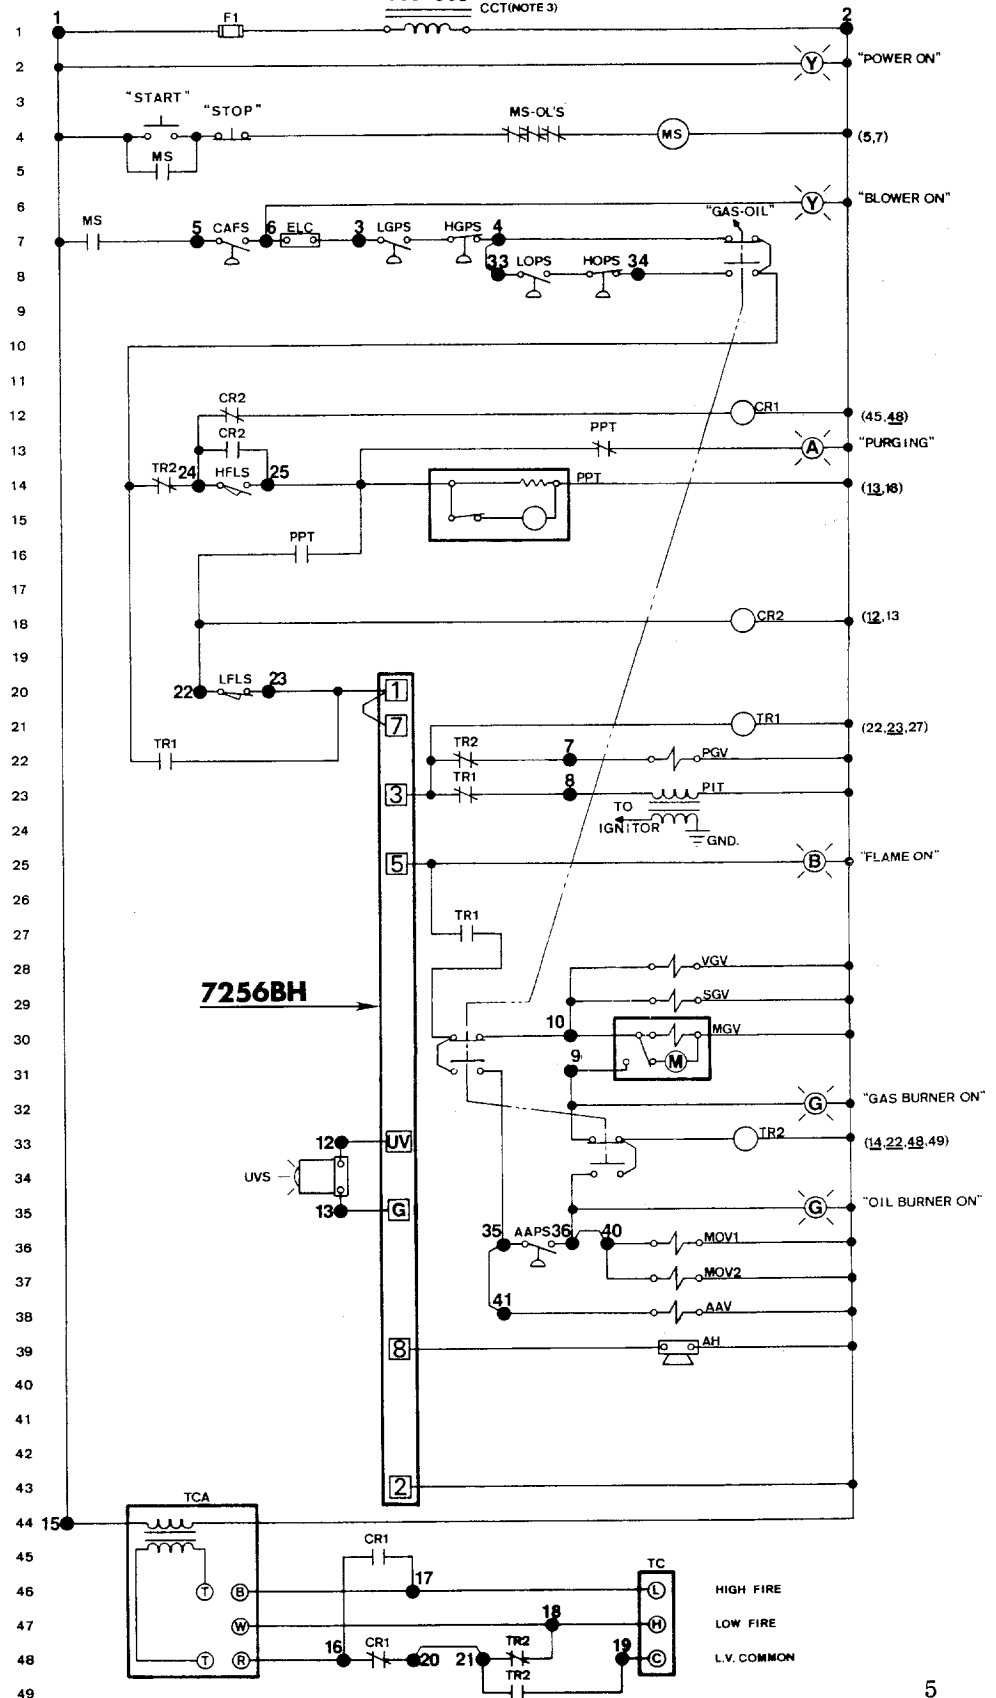 CCT(NOTE 3)
1 1 F1 2
2 Y "POWER ON"
3 "START" "STOP"
4 MS-OL'S MS (5,7)
5 MS
6 Y "BLOWER ON"
7 MS 5 CAFS 6 ELC 3 LGPS HGPS 4 "GAS-OIL"
8 33 LOPS HOPS 34
9
10
11
12 CR2 CR1 (45,48)
13 CR2 PPT A "PURGING"
14 TR2 24 HFLS 25 PPT (13,16)
15
16 PPT
17
18 CR2 (12,13
19
20 22 LFLS 23 1
21 7 TR1 (22,23,27)
22 TR1 TR2 7 PGV
23 3 TR1 8 PIT
24 TO IGNITOR GND.
25 5 B "FLAME ON"
26
27 TR1
28 VGV
29 7256BH SGV
30 10 MGV
31 9 M
32 G "GAS BURNER ON"
33 12 UV TR2 (14,22,48,49)
34 UVS
35 13 G G "OIL BURNER ON"
36 35 AAPS 36 40 MOV1
37 MOV2
38 41 AAV
39 8 AH
40
41
42
43 2
44 15 TCA
45 CR1 TC
46 T B 17 L HIGH FIRE
47 W 18 H LOW FIRE
48 T R 16 CR1 20 21 TR2 19 C L.V. COMMON
49 TR2
5